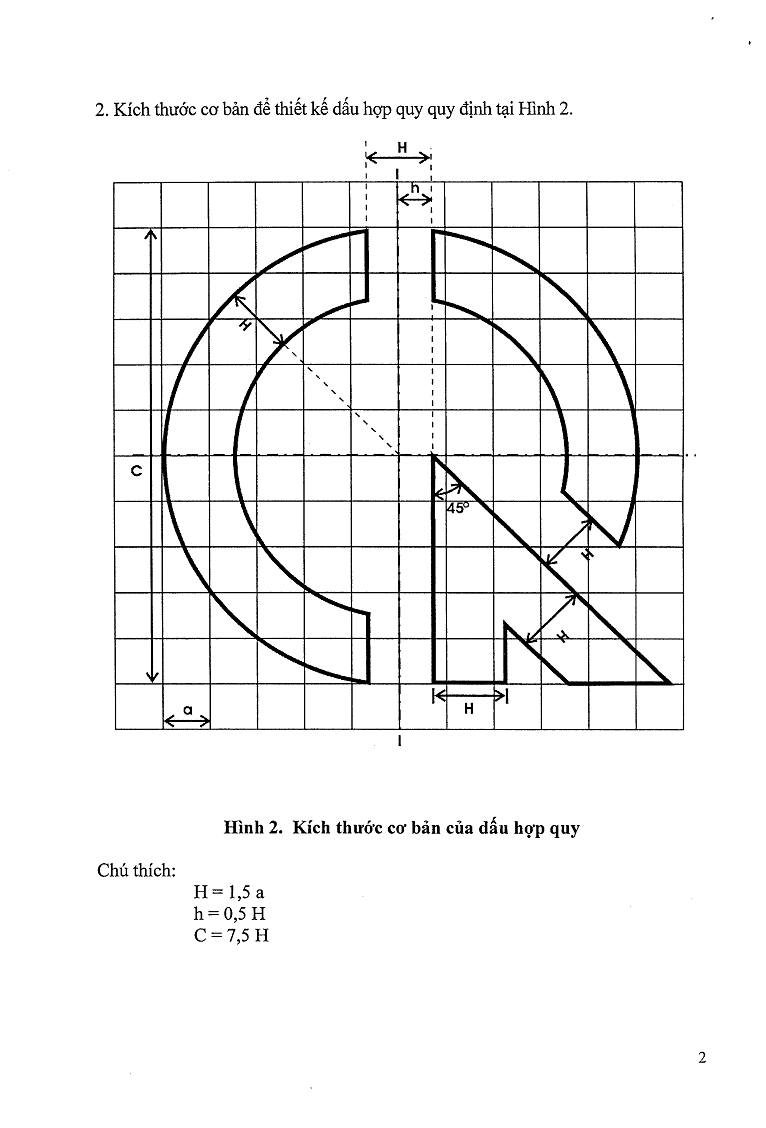 2. Kích thước cơ bản để thiết kế dấu hợp quy quy định tại Hình 2.
H
h
H
C
45º
H
H
a
H
Hình 2. Kích thước cơ bản của dấu hợp quy
Chú thích:
H = 1,5 a
h = 0,5 H
C = 7,5 H
2